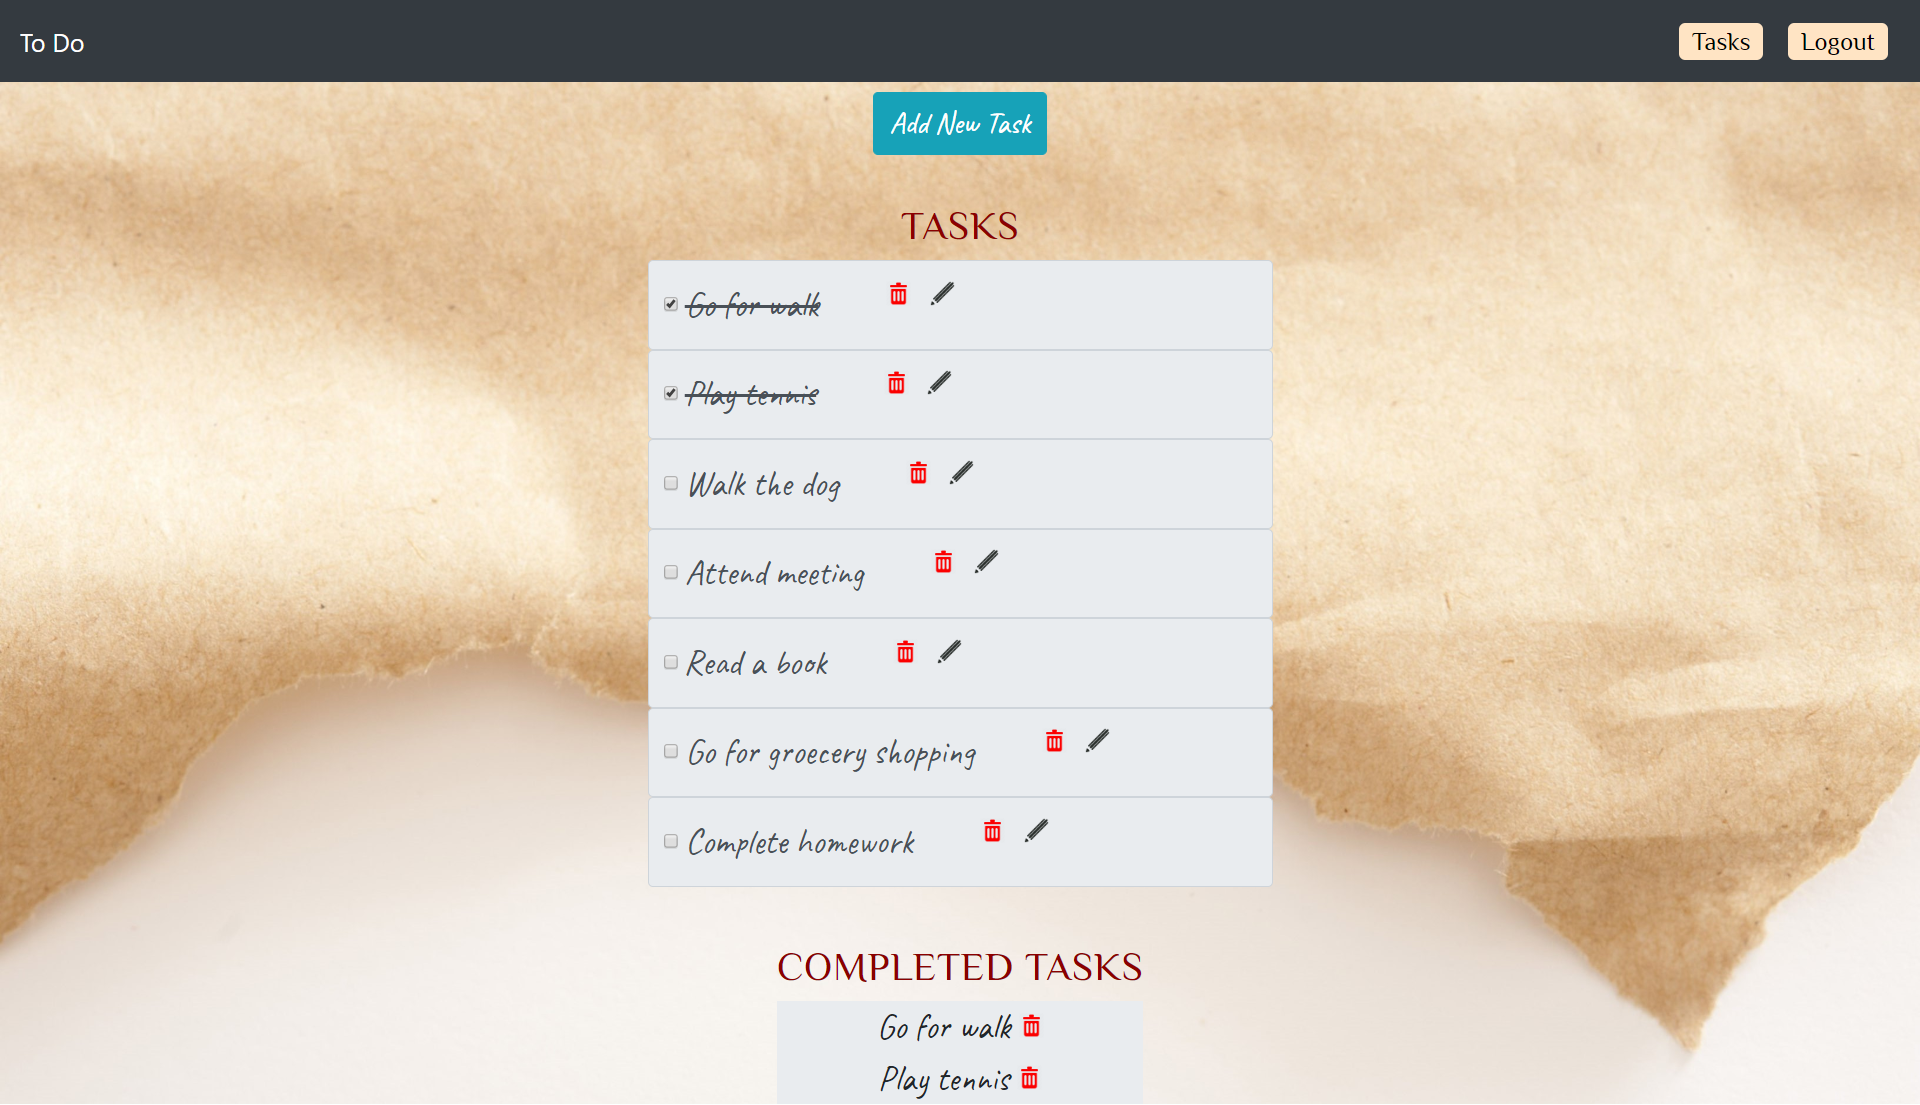 To Do
Tasks
Logout
Add New Task
TASKS
Go for walk
Play tennis
Walk the dog
Attend meeting
Read a book
Go for groecery shopping
Complete homework
COMPLETED TASKS
Go for walk
Play tennis